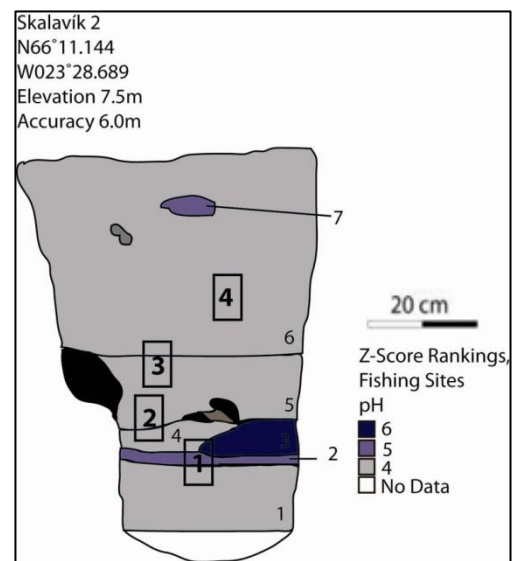 Skalavík 2
N66°11.144
W023°28.689
Elevation 7.5m
Accuracy 6.0m
7
4
20 cm
6
3
Z-Score Rankings,
Fishing Sites
pH
6
5
4
No Data
2
5
4
3
2
1
1